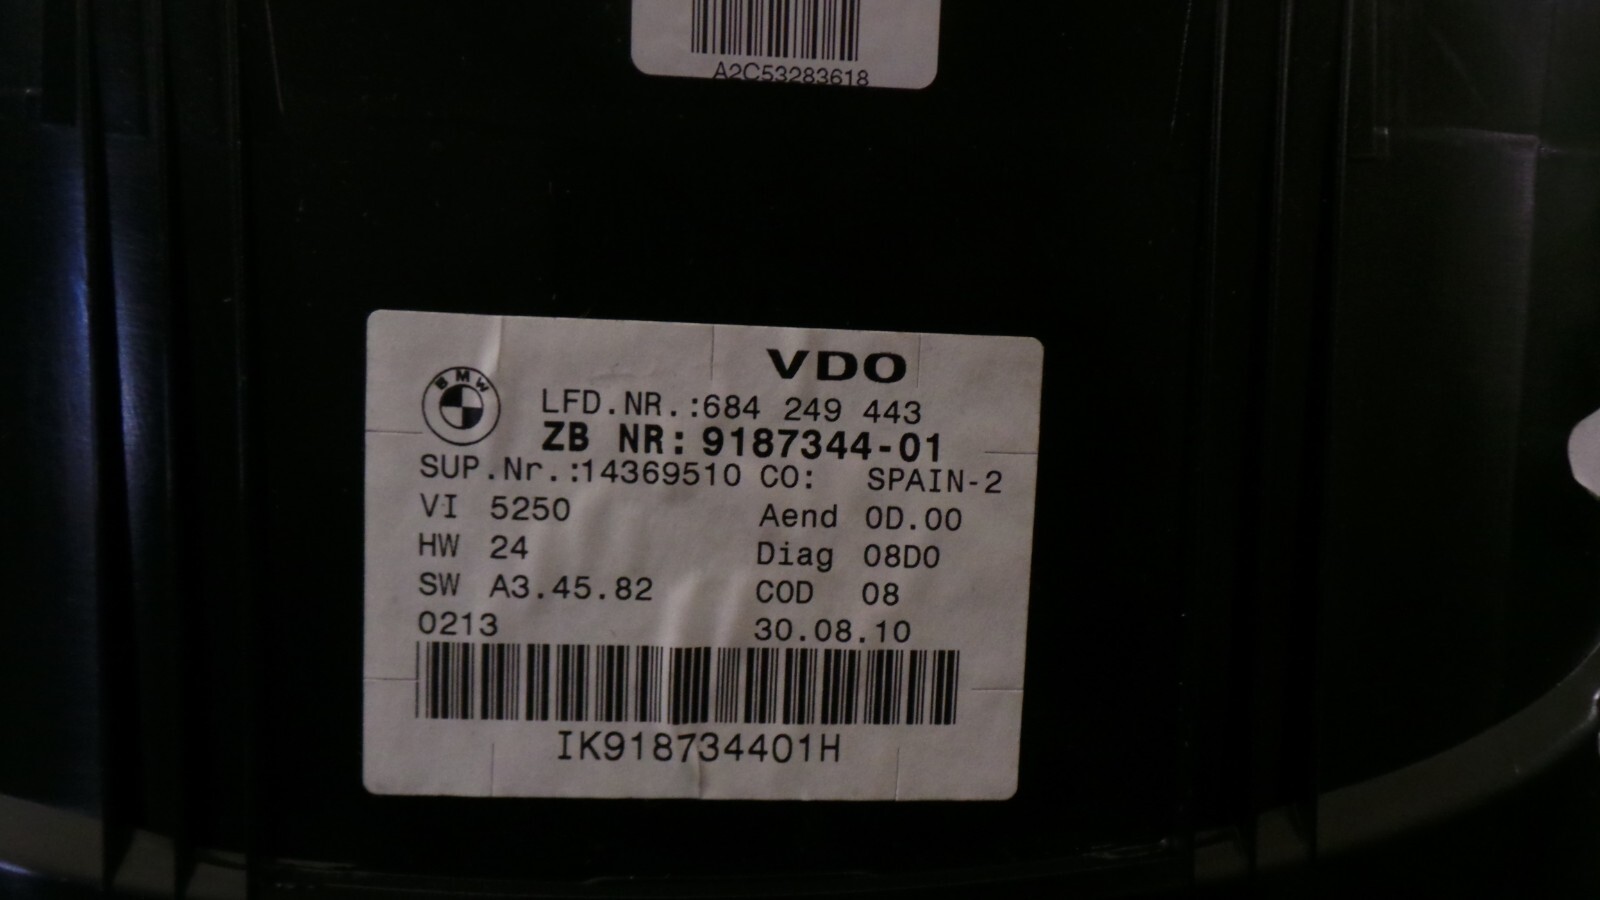 A2C53283618
VDO
BMW
LFD.NR.:684 249 443
ZB NR: 9187344-01
SUP.Nr.:14369510 CO: SPAIN-2
VI 5250 Aend 0D.00
HW 24 Diag 08D0
SW A3.45.82 COD 08
0213 30.08.10
IK918734401H